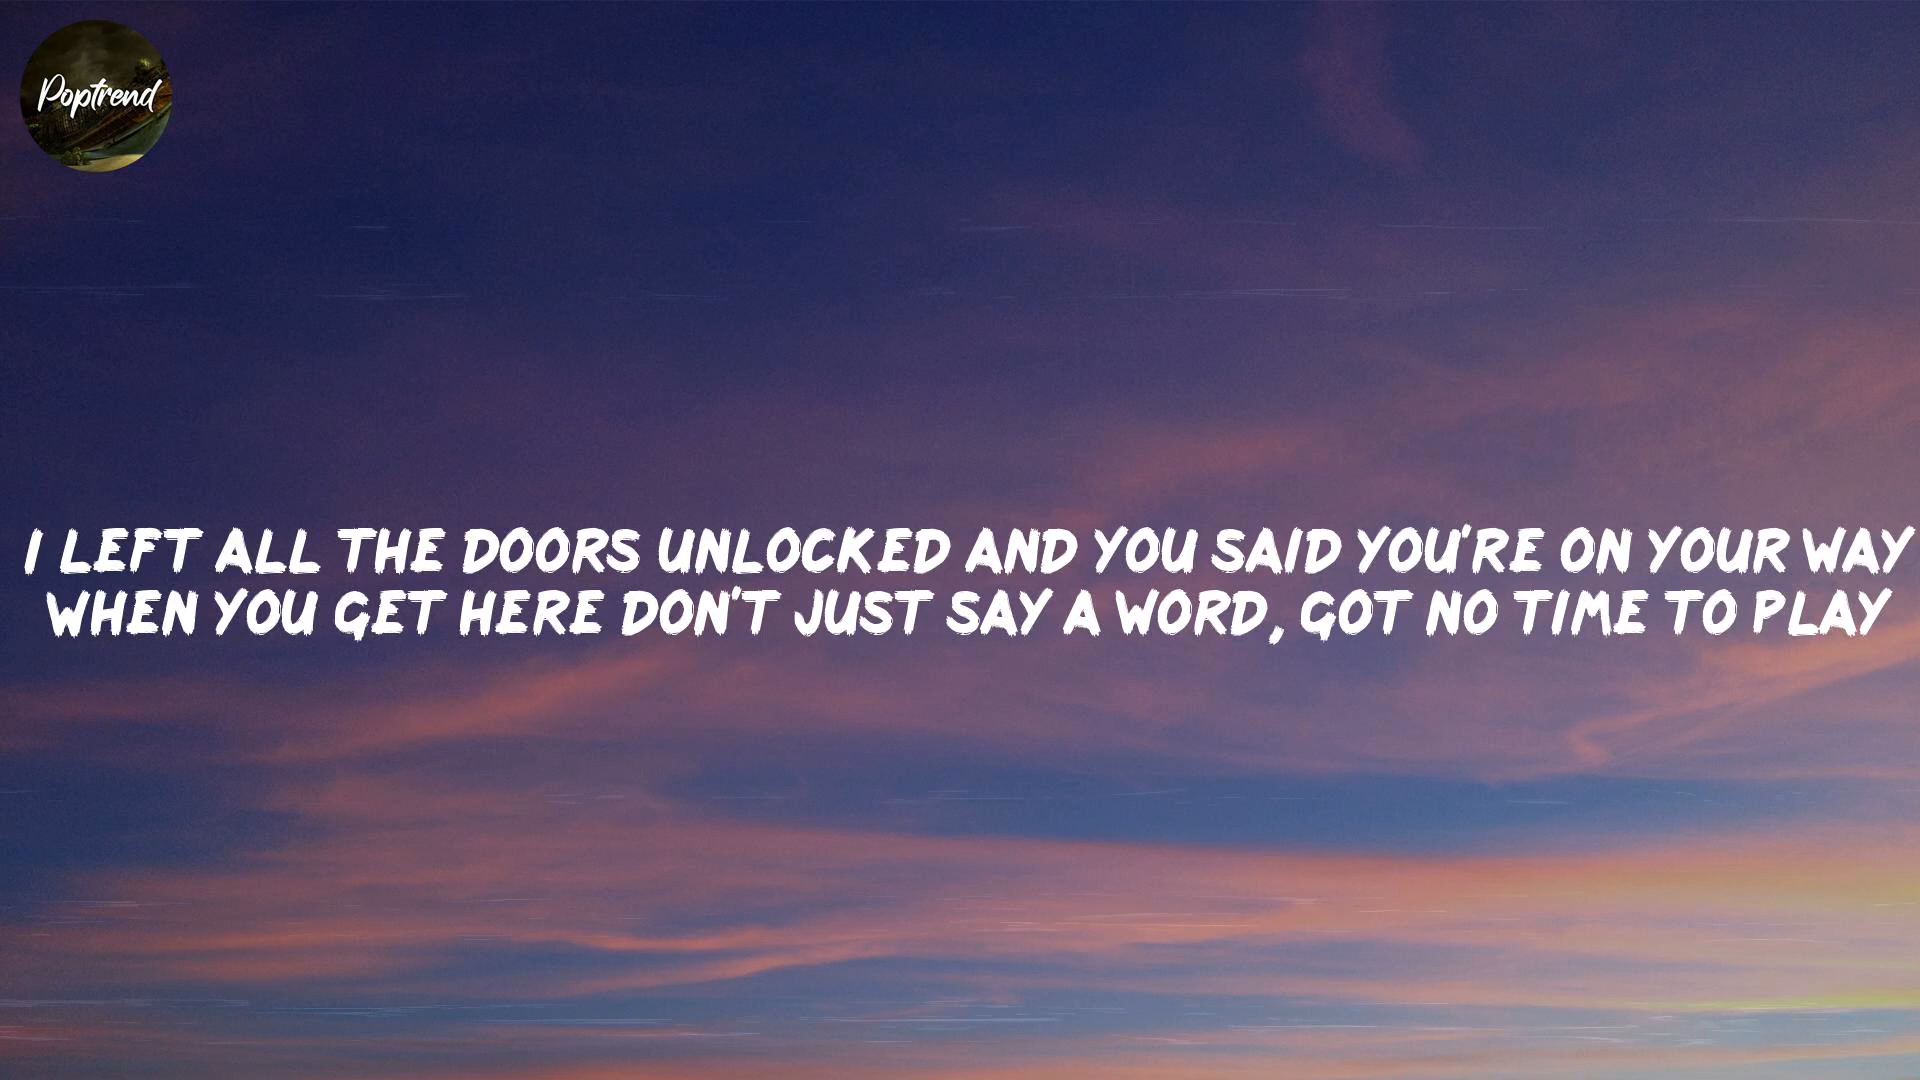 Poptrend
I LEFT ALL THE DOORS UNLOCKED AND YOU SAID YOU'RE ON YOUR WAY
WHEN YOU GET HERE DON'T JUST SAY A WORD, GOT NO TIME TO PLAY